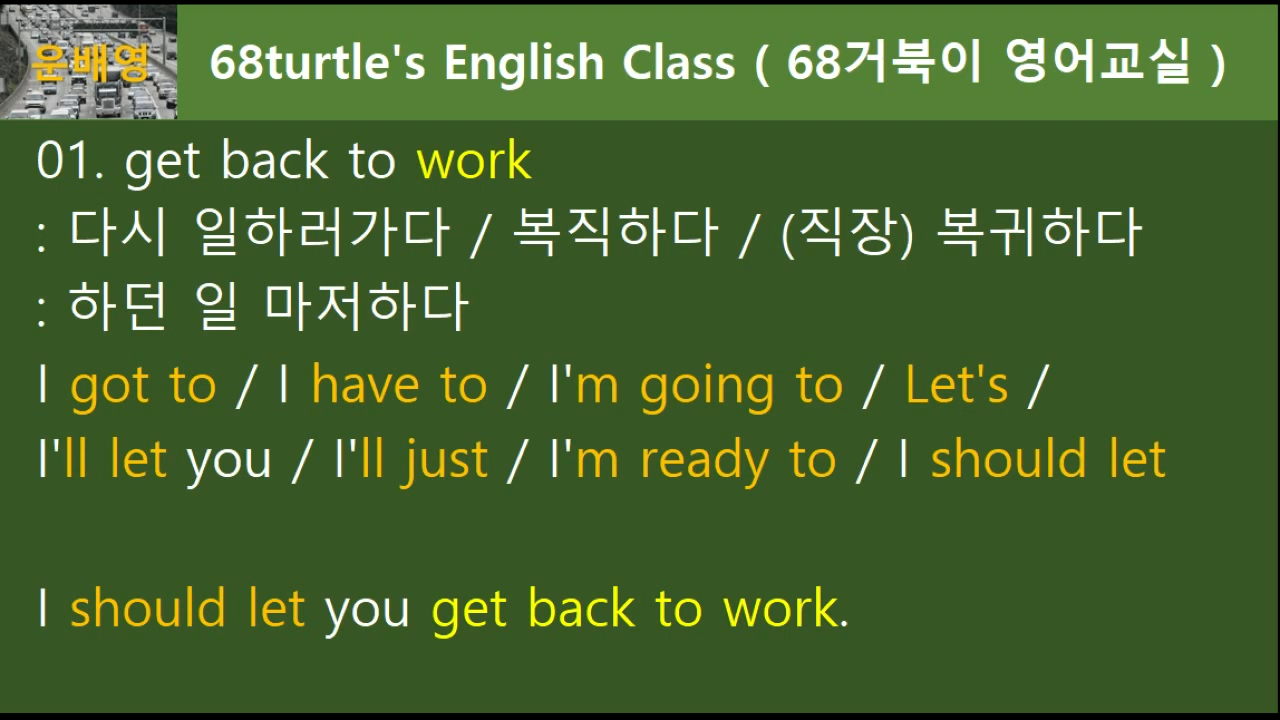 운배영
68turtle's English Class ( 68거북이 영어교실 )
01. get back to work
: 다시 일하러가다 / 복직하다 / (직장) 복귀하다
: 하던 일 마저하다
I got to / I have to / I'm going to / Let's /
I'll let you / I'll just / I'm ready to / I should let
I should let you get back to work.